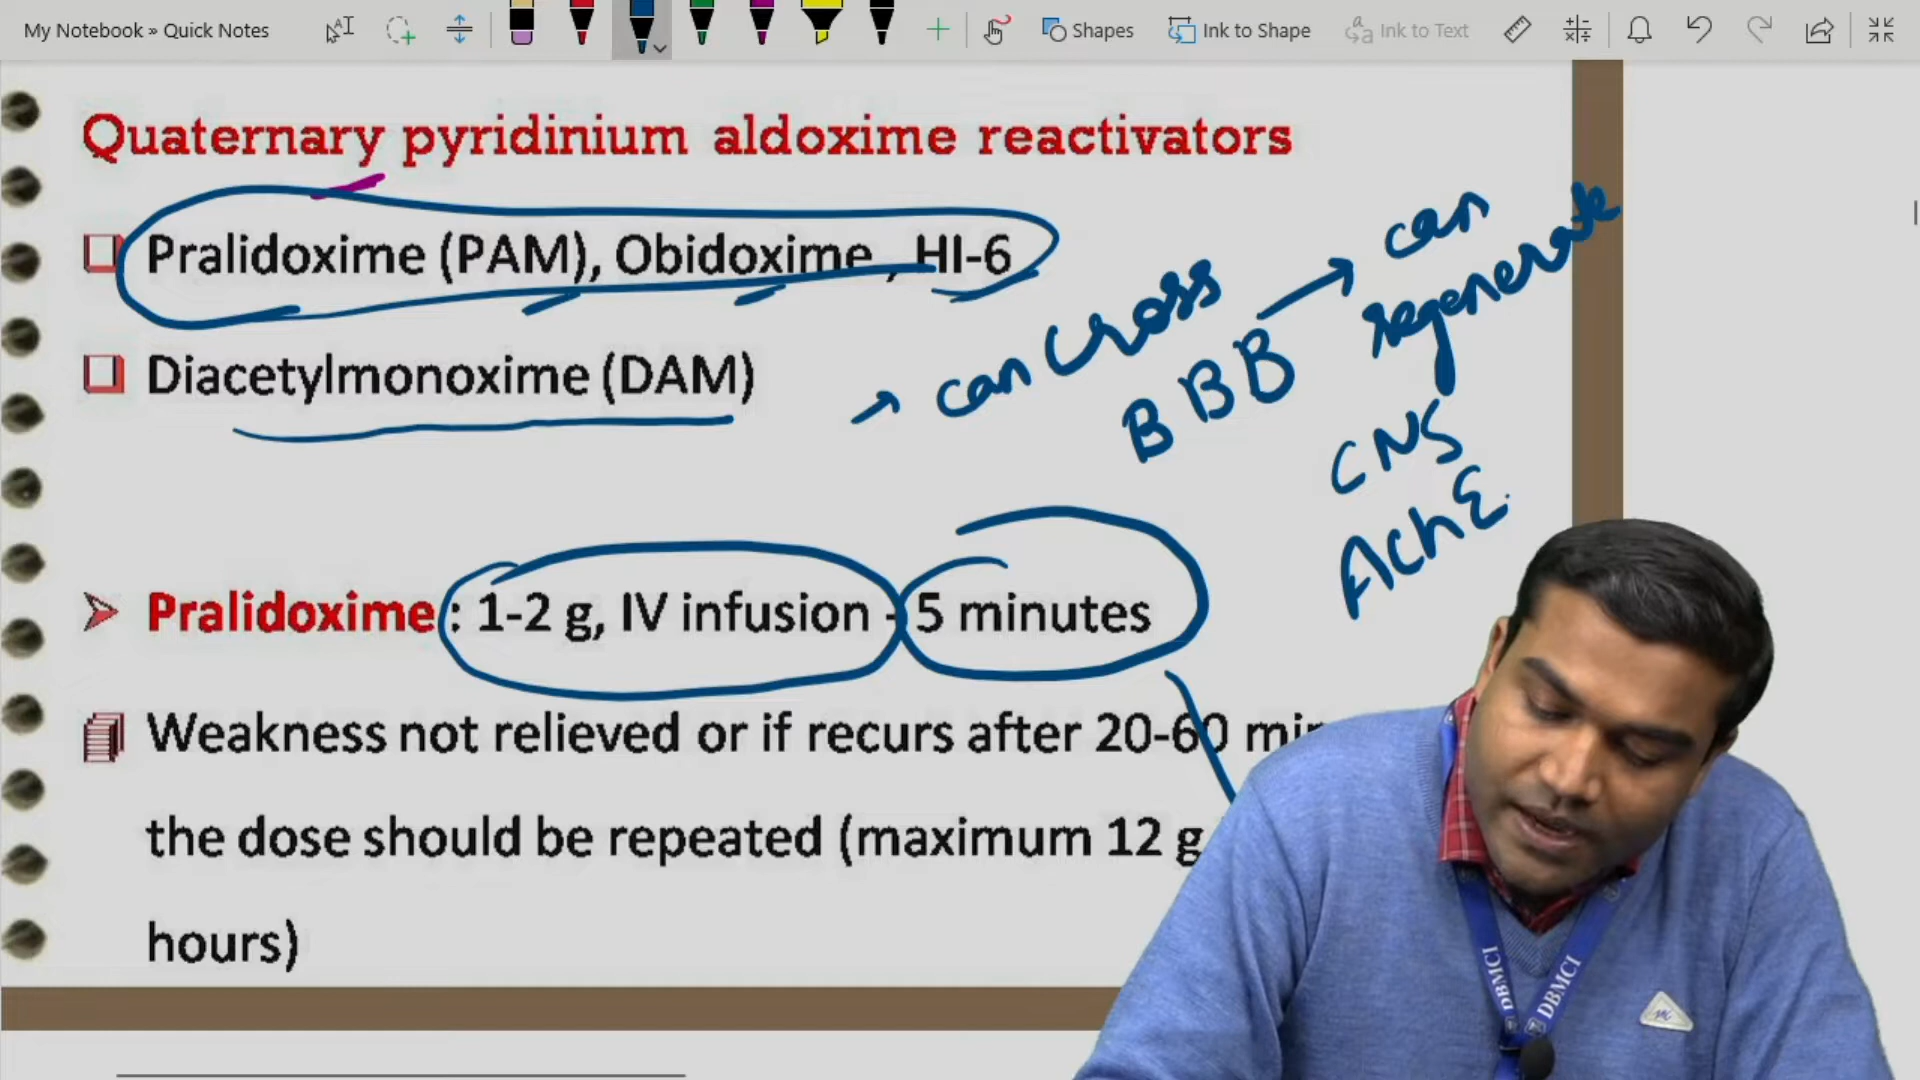 My Notebook » Quick Notes
Shapes
Ink to Shape
Ink to Text
Quaternary pyridinium aldoxime reactivators
Pralidoxime (PAM), Obidoxime , HI-6
Diacetylmonoxime (DAM)
→ can cross
BBB → can
regenerate
CNS
AchE
Pralidoxime : 1-2 g, IV infusion - 5 minutes
Weakness not relieved or if recurs after 20-60
the dose should be repeated (maximum 12 g
hours)
DBMCI
DBMCI